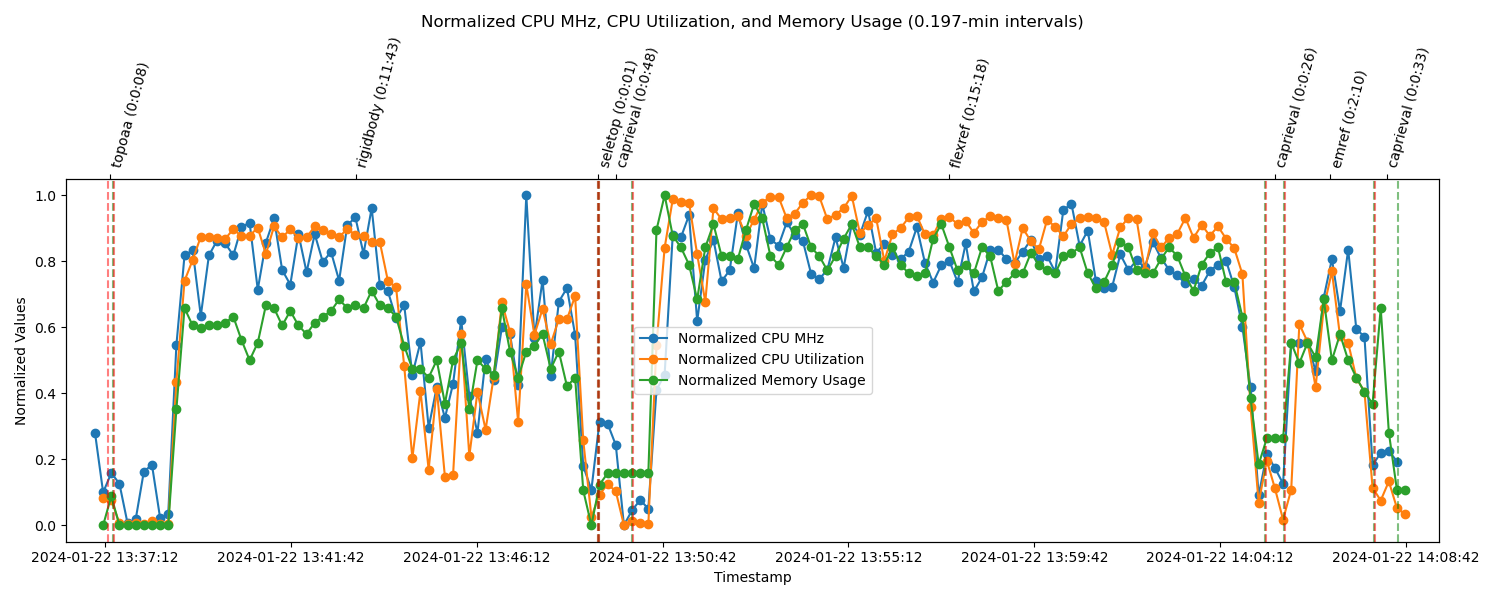 Normalized CPU MHz, CPU Utilization, and Memory Usage (0.197-min intervals)
topoaa (0:0:08)
rigidbody (0:11:43)
seletop (0:0:01)
caprieval (0:0:48)
flexref (0:15:18)
caprieval (0:0:26)
emref (0:2:10)
caprieval (0:0:33)
Normalized Values
1.0
0.8
0.6
0.4
0.2
0.0
Normalized CPU MHz
Normalized CPU Utilization
Normalized Memory Usage
2024-01-22 13:37:12
2024-01-22 13:41:42
2024-01-22 13:46:12
2024-01-22 13:50:42
2024-01-22 13:55:12
2024-01-22 13:59:42
2024-01-22 14:04:12
2024-01-22 14:08:42
Timestamp